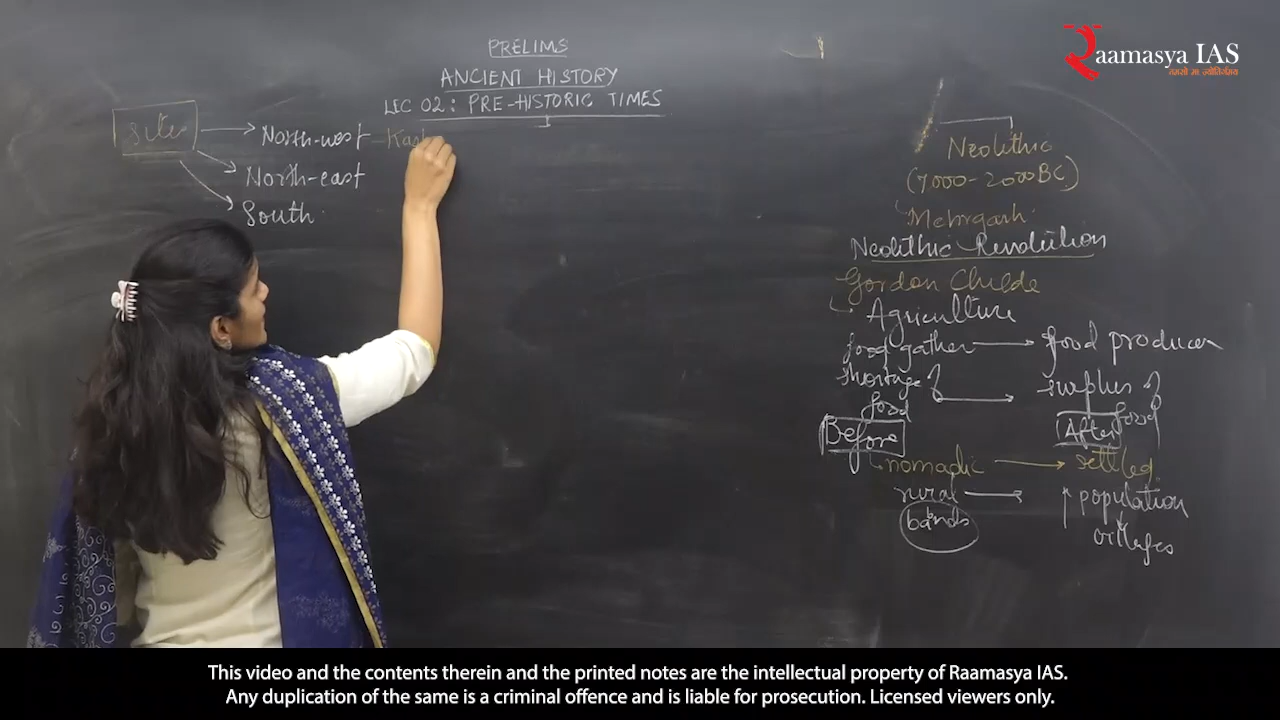 Raamasya IAS
तमसो मा ज्योतिर्गमय
PRELIMS
ANCIENT HISTORY
LEC 02: PRE-HISTORIC TIMES
Sites
North-west - Kash
North-east
South.
Neolithic
(7000-2000BC)
Mehrgarh.
Neolithic Revolution
Gordon Childe
Agriculture
food gather → food producer
shortage of food → surplus of food
Before After
nomadic → settled
rural → ↑ population
bands
villages
This video and the contents therein and the printed notes are the intellectual property of Raamasya IAS.
Any duplication of the same is a criminal offence and is liable for prosecution. Licensed viewers only.